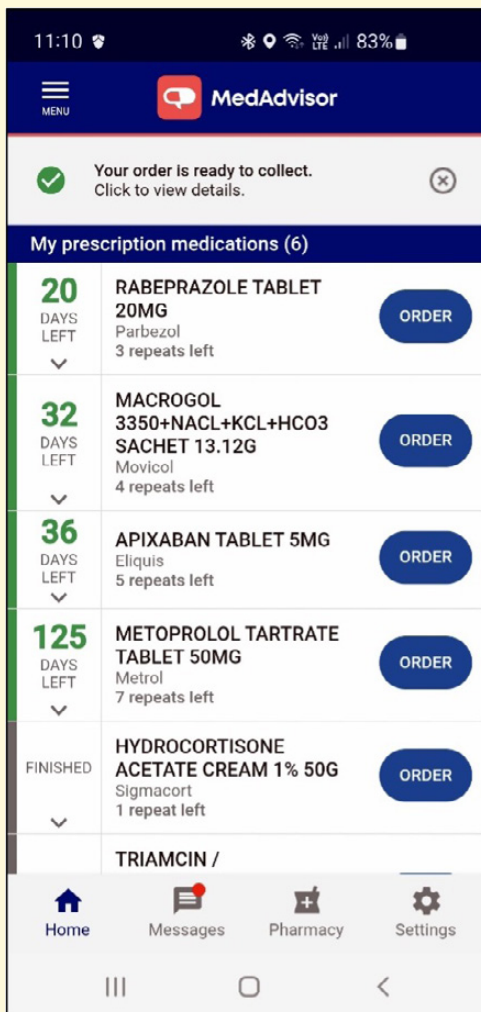 11:10 Vo) LTE 83%
MENU
MedAdvisor
Your order is ready to collect.
Click to view details.
My prescription medications (6)
20
DAYS
LEFT
RABEPRAZOLE TABLET
20MG
Parbezol
3 repeats left
ORDER
32
DAYS
LEFT
MACROGOL
3350+NACL+KCL+HCO3
SACHET 13.12G
Movicol
4 repeats left
ORDER
36
DAYS
LEFT
APIXABAN TABLET 5MG
Eliquis
5 repeats left
ORDER
125
DAYS
LEFT
METOPROLOL TARTRATE
TABLET 50MG
Metrol
7 repeats left
ORDER
FINISHED
HYDROCORTISONE
ACETATE CREAM 1% 50G
Sigmacort
1 repeat left
ORDER
TRIAMCIN /
Home
Messages
Pharmacy
Settings